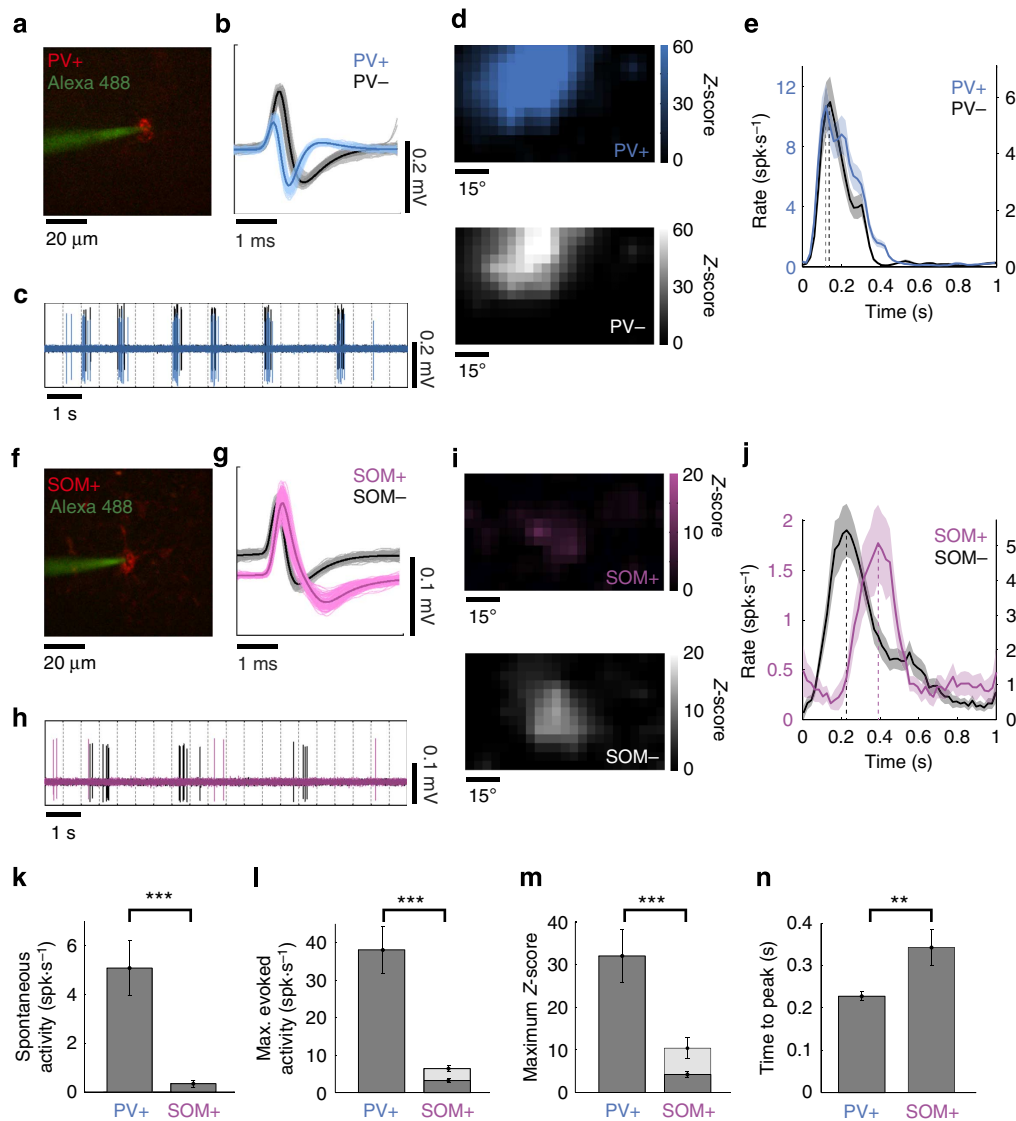 a
PV+
Alexa 488
20 µm
b
PV+
PV–
0.2 mV
1 ms
c
0.2 mV
1 s
d
60
30
0
Z-score
PV+
15°
60
30
0
Z-score
PV–
15°
e
PV+
PV–
Rate (spk·s⁻¹)
12
8
4
0
6
4
2
0
0 0.2 0.4 0.6 0.8 1
Time (s)
f
SOM+
Alexa 488
20 µm
g
SOM+
SOM–
0.1 mV
1 ms
h
0.1 mV
1 s
i
20
10
0
Z-score
SOM+
15°
20
10
0
Z-score
SOM–
15°
j
SOM+
SOM–
Rate (spk·s⁻¹)
2
1.5
1
0.5
0
5
4
3
2
1
0
0 0.2 0.4 0.6 0.8 1
Time (s)
k
***
Spontaneous
activity (spk·s⁻¹)
6
4
2
0
PV+ SOM+
l
***
Max. evoked
activity (spk·s⁻¹)
40
30
20
10
0
PV+ SOM+
m
***
Maximum Z-score
40
30
20
10
0
PV+ SOM+
n
**
Time to peak (s)
0.4
0.3
0.2
0.1
0
PV+ SOM+